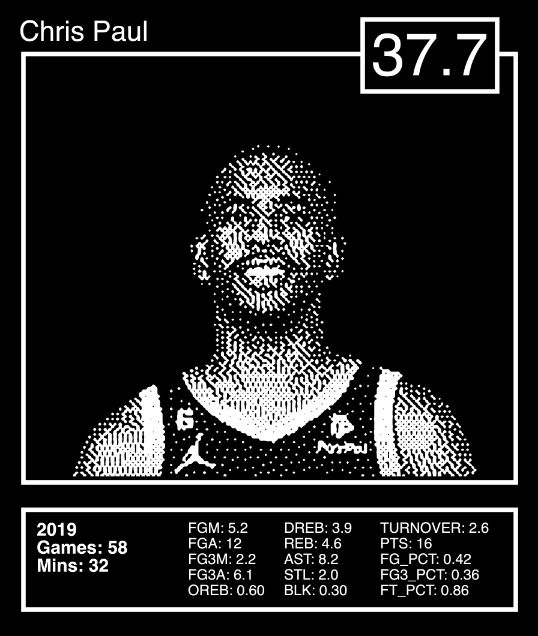 Chris Paul
37.7
PayPal
2019
Games: 58
Mins: 32
FGM: 5.2
FGA: 12
FG3M: 2.2
FG3A: 6.1
OREB: 0.60
DREB: 3.9
REB: 4.6
AST: 8.2
STL: 2.0
BLK: 0.30
TURNOVER: 2.6
PTS: 16
FG_PCT: 0.42
FG3_PCT: 0.36
FT_PCT: 0.86